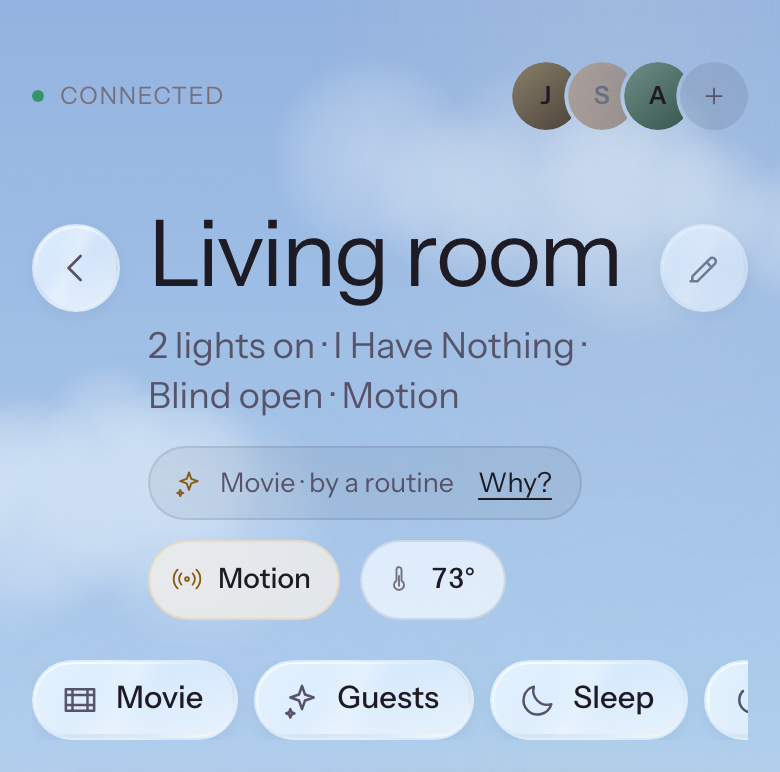 CONNECTED
J S A +
Living room
2 lights on · I Have Nothing ·
Blind open · Motion
Movie · by a routine Why?
Motion 73°
Movie Guests Sleep